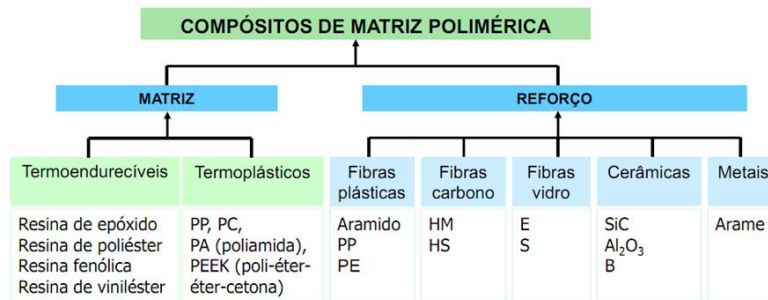 COMPÓSITOS DE MATRIZ POLIMÉRICA
MATRIZ
REFORÇO
Termoendurecíveis
Termoplásticos
Fibras
plásticas
Fibras
carbono
Fibras
vidro
Cerâmicas
Metais
Resina de epóxido
Resina de poliéster
Resina fenólica
Resina de viniléster
PP, PC,
PA (poliamida),
PEEK (poli-éter-
éter-cetona)
Aramido
PP
PE
HM
HS
E
S
SiC
Al₂O₃
B
Arame